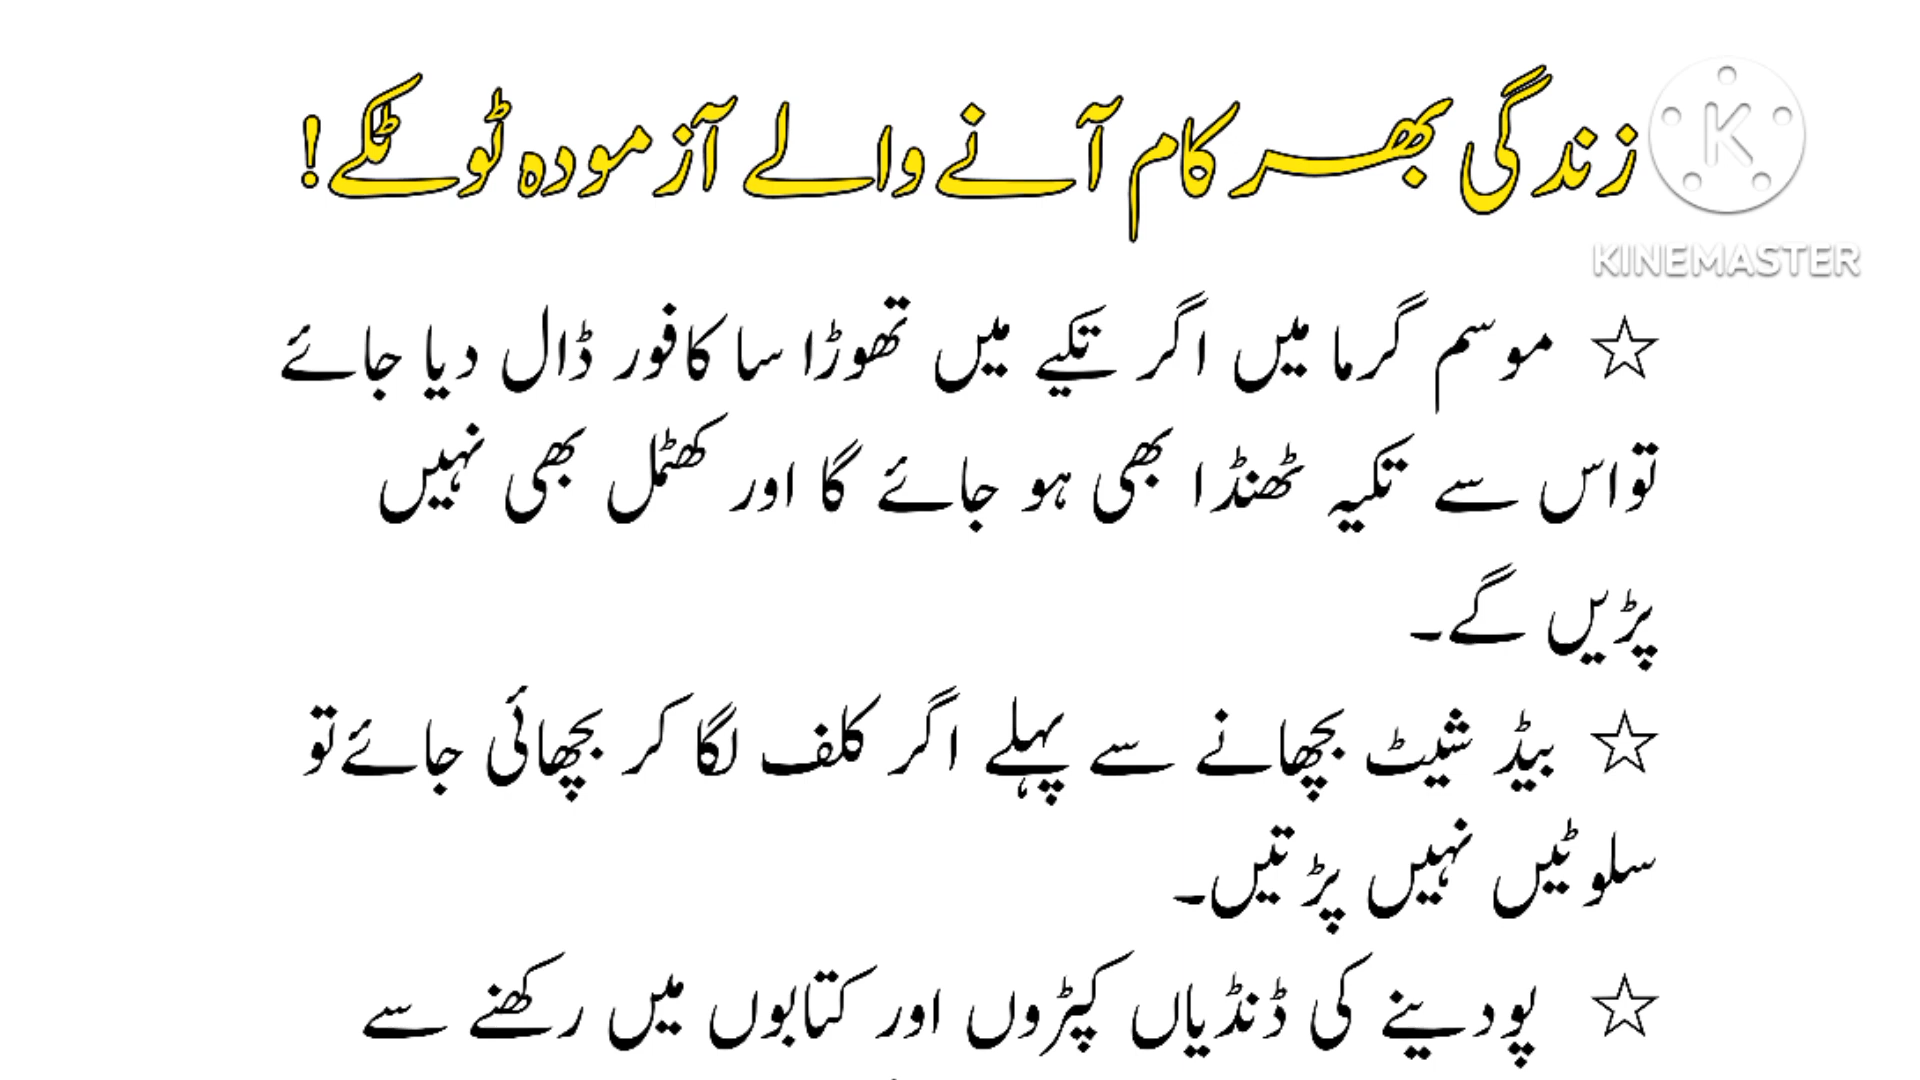 زندگی بھر کام آنے والے آزمودہ ٹوٹکے!
KINEMASTER
☆ موسم گرما میں اگر تکیے میں تھوڑا سا کافور ڈال دیا جائے
تواس سے تکیہ ٹھنڈا بھی ہو جائے گا اور کھٹمل بھی نہیں
پڑیں گے۔
☆ بیڈ شیٹ بچھانے سے پہلے اگر کلف لگا کر بچھائی جائے تو
سلوٹیں نہیں پڑتیں۔
☆ پودینے کی ڈنڈیاں کپڑوں اور کتابوں میں رکھنے سے